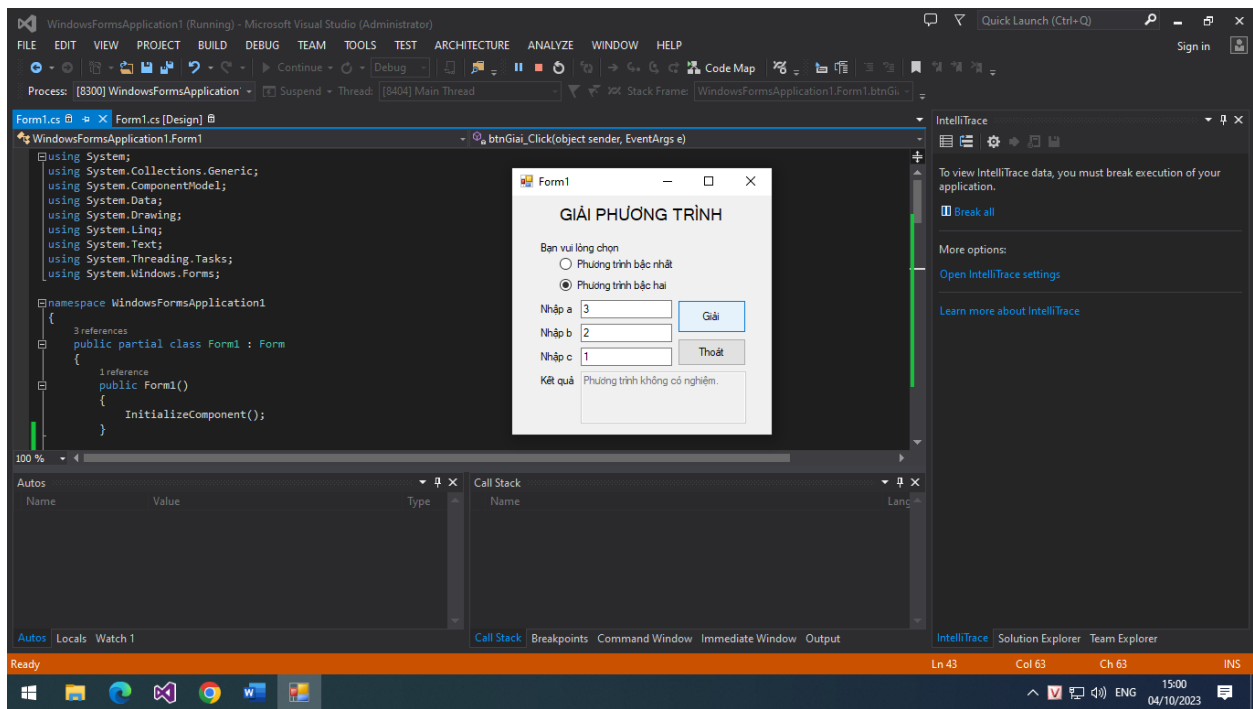 WindowsFormsApplication1 (Running) - Microsoft Visual Studio (Administrator)
Quick Launch (Ctrl+Q)
FILE EDIT VIEW PROJECT BUILD DEBUG TEAM TOOLS TEST ARCHITECTURE ANALYZE WINDOW HELP
Sign in
Continue Debug Code Map
Process: [8300] WindowsFormsApplication Suspend Thread: [8404] Main Thread Stack Frame: WindowsFormsApplication1.Form1.btnGi
Form1.cs Form1.cs [Design]
WindowsFormsApplication1.Form1
btnGiai_Click(object sender, EventArgs e)
using System;
using System.Collections.Generic;
using System.ComponentModel;
using System.Data;
using System.Drawing;
using System.Linq;
using System.Text;
using System.Threading.Tasks;
using System.Windows.Forms;
namespace WindowsFormsApplication1
{
3 references
public partial class Form1 : Form
{
1 reference
public Form1()
{
InitializeComponent();
}
100 %
Form1
GIẢI PHƯƠNG TRÌNH
Bạn vui lòng chọn
Phương trình bậc nhất
Phương trình bậc hai
Nhập a 3
Giải
Nhập b 2
Nhập c 1
Thoát
Kết quả Phương trình không có nghiệm.
IntelliTrace
To view IntelliTrace data, you must break execution of your
application.
Break all
More options:
Open IntelliTrace settings
Learn more about IntelliTrace
Autos
Name Value Type
Call Stack
Name Lang
Autos Locals Watch 1
Call Stack Breakpoints Command Window Immediate Window Output
IntelliTrace Solution Explorer Team Explorer
Ready
Ln 43 Col 63 Ch 63 INS
V ENG
15:00
04/10/2023